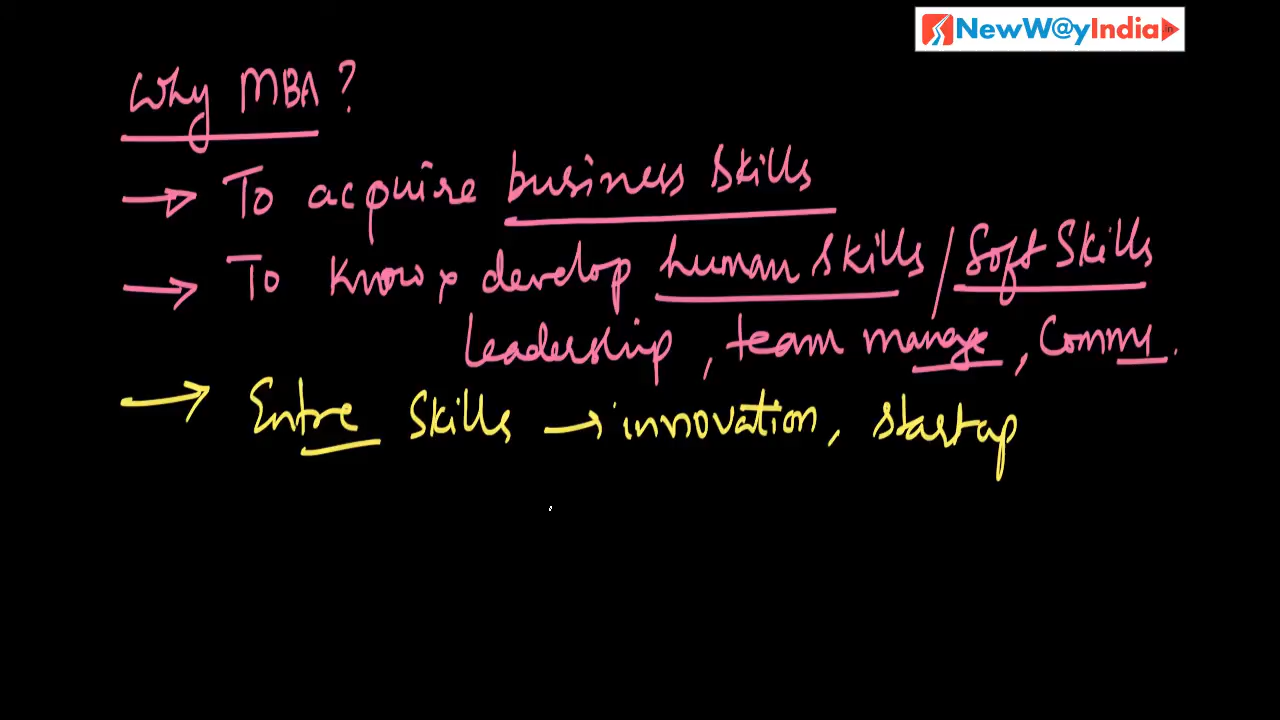 NewW@yIndia.in
Why MBA?
→ To acquire business skills
→ To know & develop human skills / Soft Skills
leadership, team manage, Comm
→ Entre Skills → innovation, startup